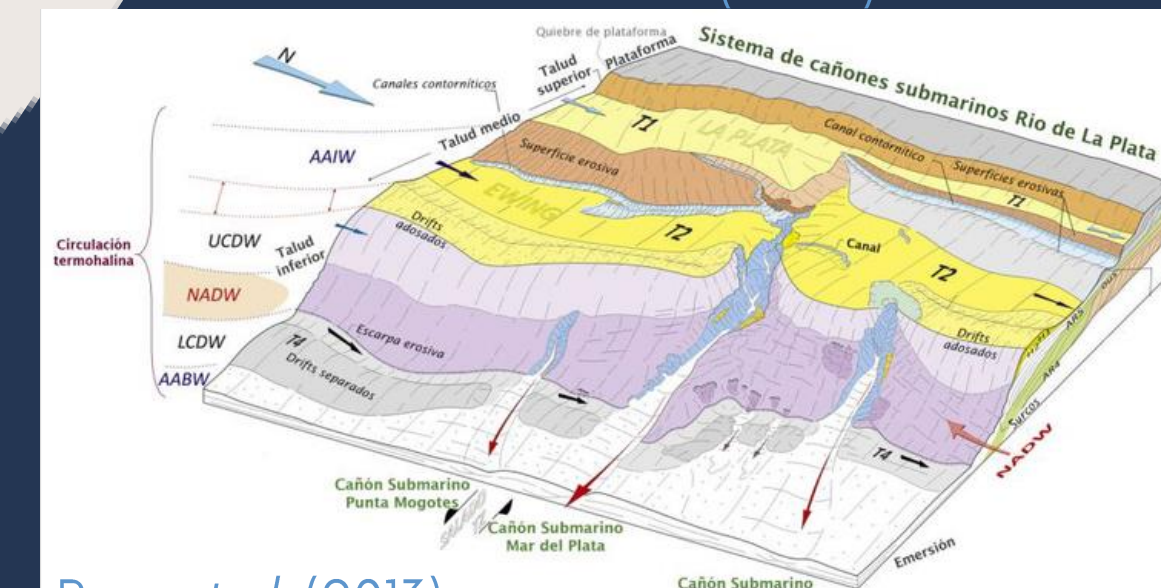 Quiebre de plataforma
Plataforma
Sistema de cañones submarinos Rio de La Plata
Talud
superior
N
Canales contorníticos
Talud medio
T1
LA PLATA
Canal contornítico
Superficies erosivas
T1
AAIW
Superficie erosiva
EWING
T2
Drifts
adosados
Canal
T2
Circulación
termohalina
UCDW
Talud
inferior
NADW
LCDW
AABW
Escarpa erosiva
T4
Drifts separados
Drifts
adosados
AR5
AR4
Surcos
NADW
T4
Cañón Submarino
Punta Mogotes
Cañón Submarino
Mar del Plata
Emersión
Cañón Submarino
(2013)